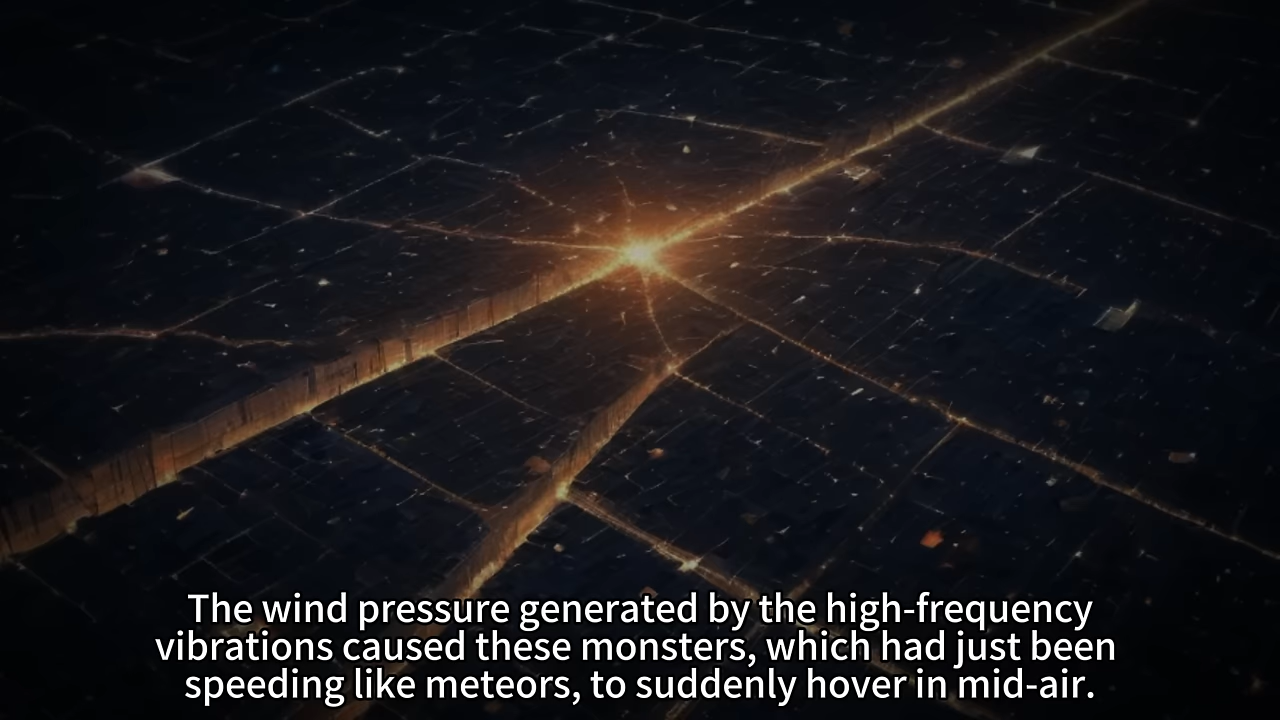 The wind pressure generated by the high-frequency
vibrations caused these monsters, which had just been
speeding like meteors, to suddenly hover in mid-air.